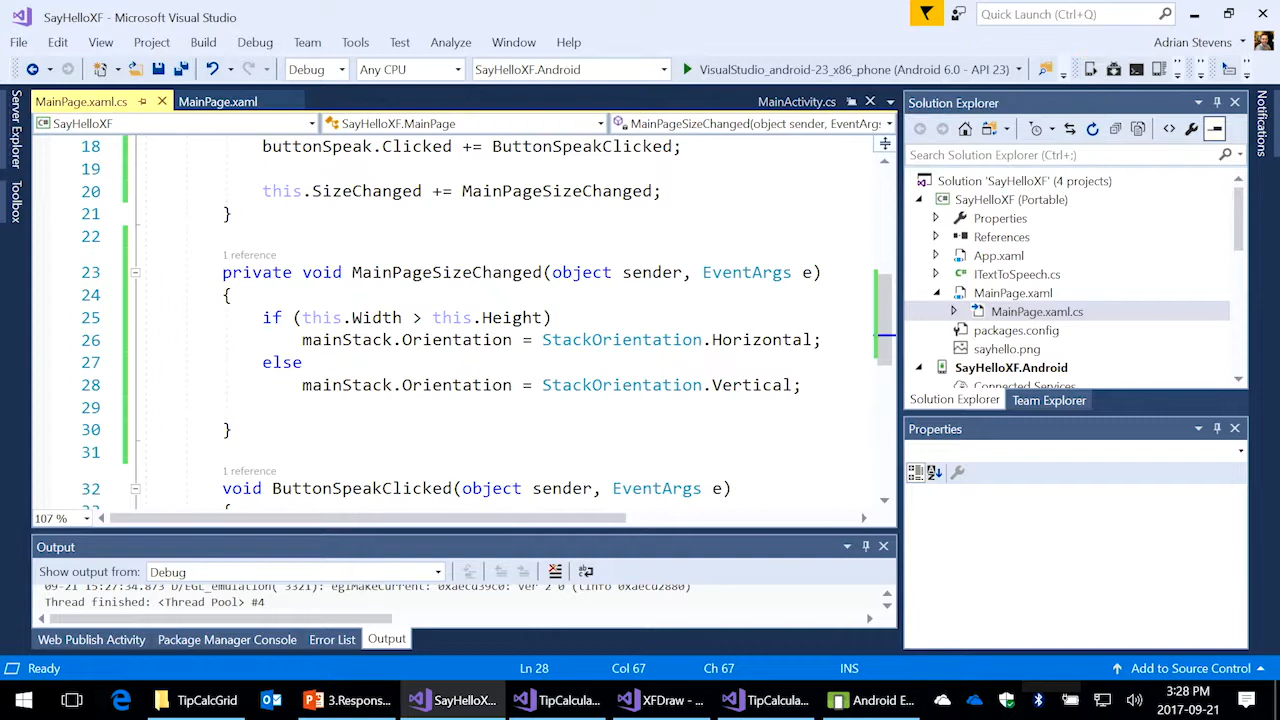 SayHelloXF - Microsoft Visual Studio
Quick Launch (Ctrl+Q)
File Edit View Project Build Debug Team Tools Test Analyze Window Help
Adrian Stevens
Debug Any CPU SayHelloXF.Android VisualStudio_android-23_x86_phone (Android 6.0 - API 23)
MainPage.xaml.cs MainPage.xaml MainActivity.cs
SayHelloXF SayHelloXF.MainPage MainPageSizeChanged(object sender, EventArgs
Server Explorer
Toolbox
18 buttonSpeak.Clicked += ButtonSpeakClicked;
19
20 this.SizeChanged += MainPageSizeChanged;
21 }
22
1 reference
23 private void MainPageSizeChanged(object sender, EventArgs e)
24 {
25 if (this.Width > this.Height)
26 mainStack.Orientation = StackOrientation.Horizontal;
27 else
28 mainStack.Orientation = StackOrientation.Vertical;
29
30 }
31
1 reference
32 void ButtonSpeakClicked(object sender, EventArgs e)
107 %
Solution Explorer
Search Solution Explorer (Ctrl+;)
Solution 'SayHelloXF' (4 projects)
SayHelloXF (Portable)
Properties
References
App.xaml
ITextToSpeech.cs
MainPage.xaml
MainPage.xaml.cs
packages.config
sayhello.png
SayHelloXF.Android
Connected Services
Solution Explorer Team Explorer
Properties
Notifications
Output
Show output from: Debug
Thread finished: <Thread Pool> #4
Web Publish Activity Package Manager Console Error List Output
Ready Ln 28 Col 67 Ch 67 INS Add to Source Control
TipCalcGrid 3.Respons... SayHelloX... TipCalcula... XFDraw - ... TipCalcula... Android E...
3:28 PM
2017-09-21